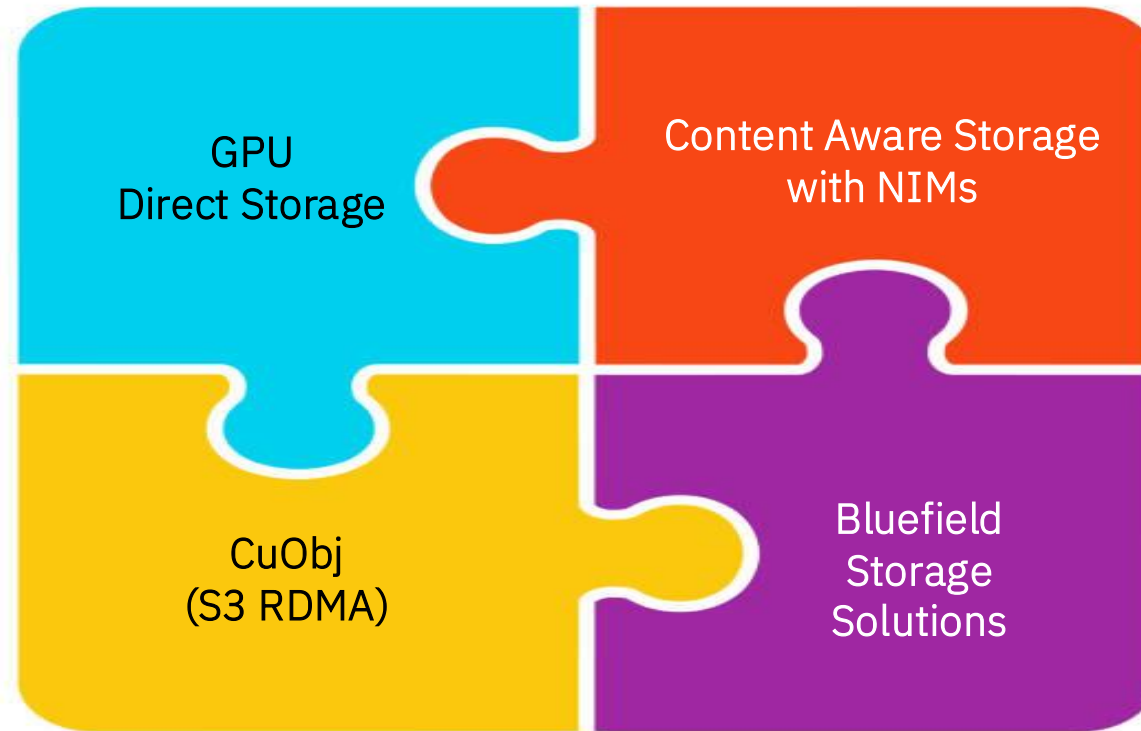 GPU
Direct Storage
Content Aware Storage
with NIMs
CuObj
(S3 RDMA)
Bluefield
Storage
Solutions